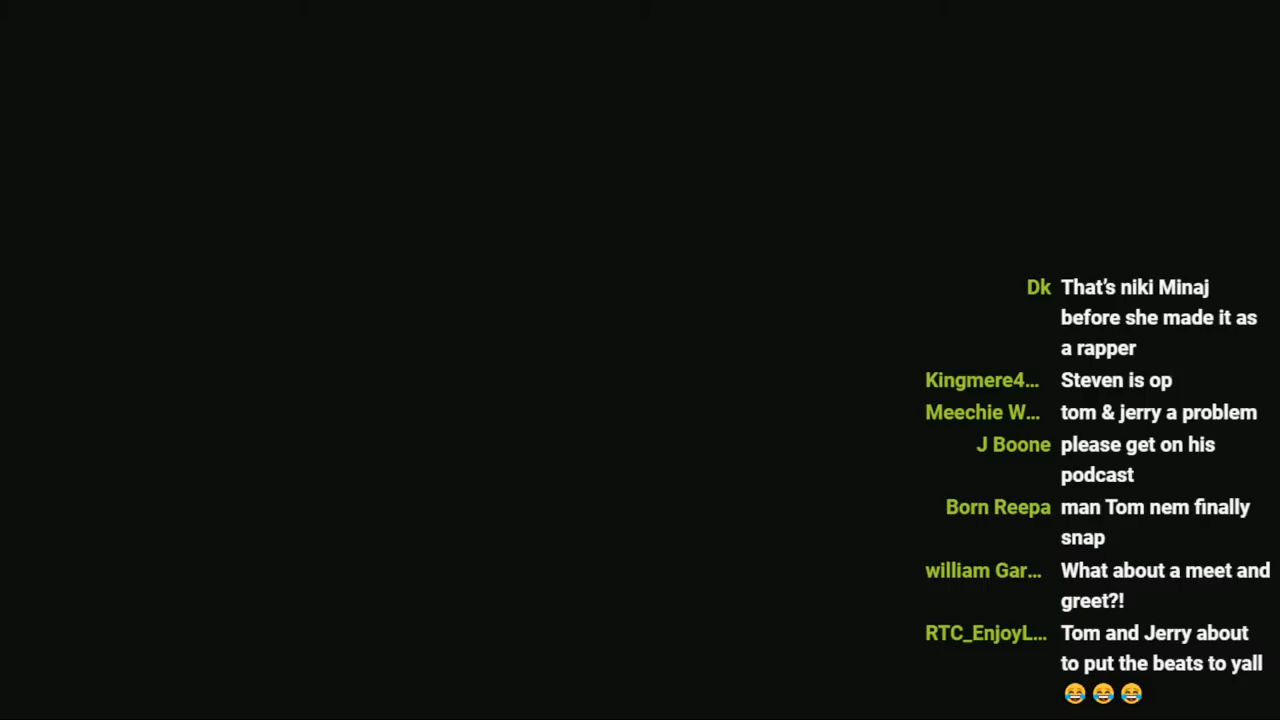 Dk That’s niki Minaj
before she made it as
a rapper
Kingmere4... Steven is op
Meechie W... tom & jerry a problem
J Boone please get on his
podcast
Born Reepa man Tom nem finally
snap
william Gar... What about a meet and
greet?!
RTC_EnjoyL... Tom and Jerry about
to put the beats to yall
😂😂😂